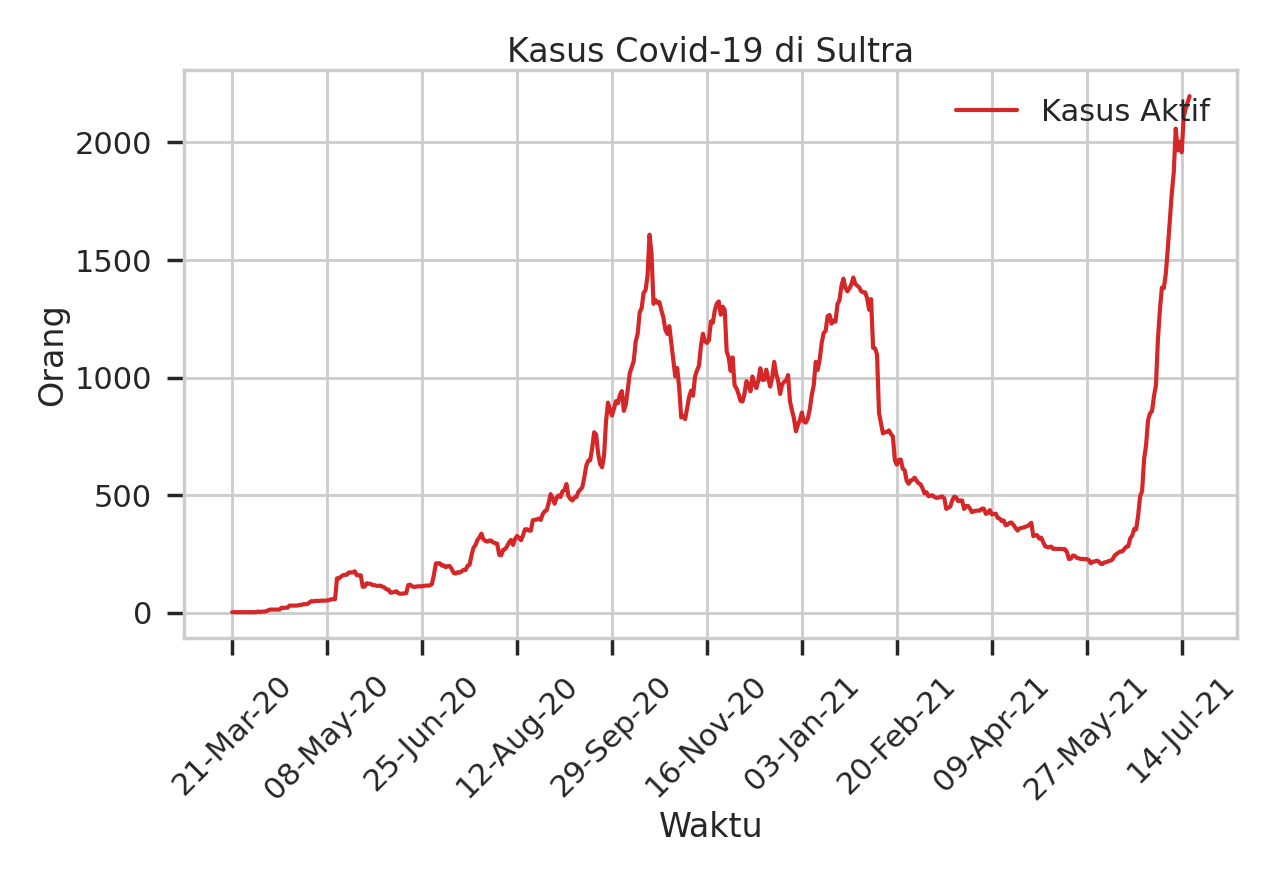 Kasus Covid-19 di Sultra
Kasus Aktif
Orang
2000
1500
1000
500
0
21-Mar-20
08-May-20
25-Jun-20
12-Aug-20
29-Sep-20
16-Nov-20
03-Jan-21
20-Feb-21
09-Apr-21
27-May-21
14-Jul-21
Waktu